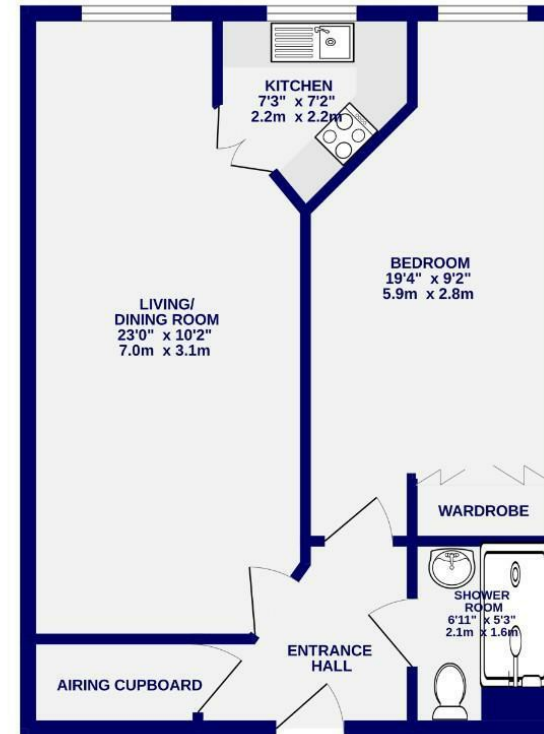 KITCHEN
7'3" x 7'2"
2.2m x 2.2m
BEDROOM
19'4" x 9'2"
5.9m x 2.8m
LIVING/
DINING ROOM
23'0" x 10'2"
7.0m x 3.1m
WARDROBE
SHOWER
ROOM
6'11" x 5'3"
2.1m x 1.6m
ENTRANCE
HALL
AIRING CUPBOARD